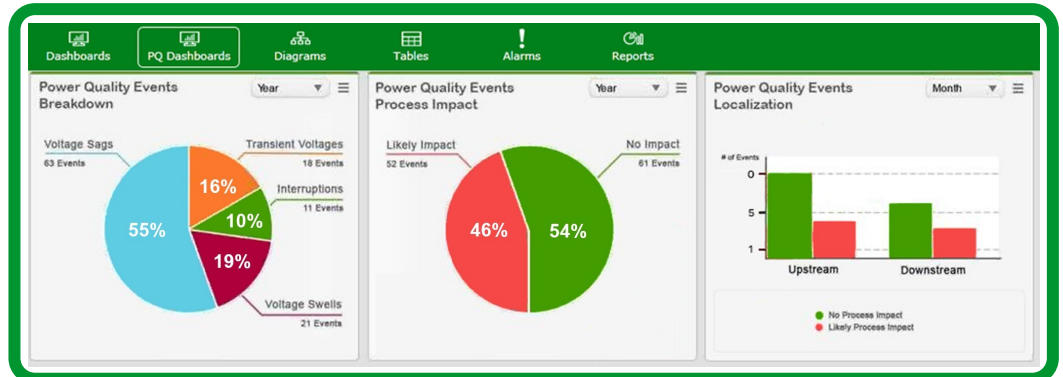 Dashboards
PQ Dashboards
Diagrams
Tables
Alarms
Reports
Power Quality Events
Breakdown
Year
Voltage Sags
63 Events
Transient Voltages
18 Events
Interruptions
11 Events
Voltage Swells
21 Events
55%
16%
10%
19%
Power Quality Events
Process Impact
Year
Likely Impact
52 Events
No Impact
61 Events
46%
54%
Power Quality Events
Localization
Month
# of Events
0
5
1
Upstream
Downstream
No Process Impact
Likely Process Impact